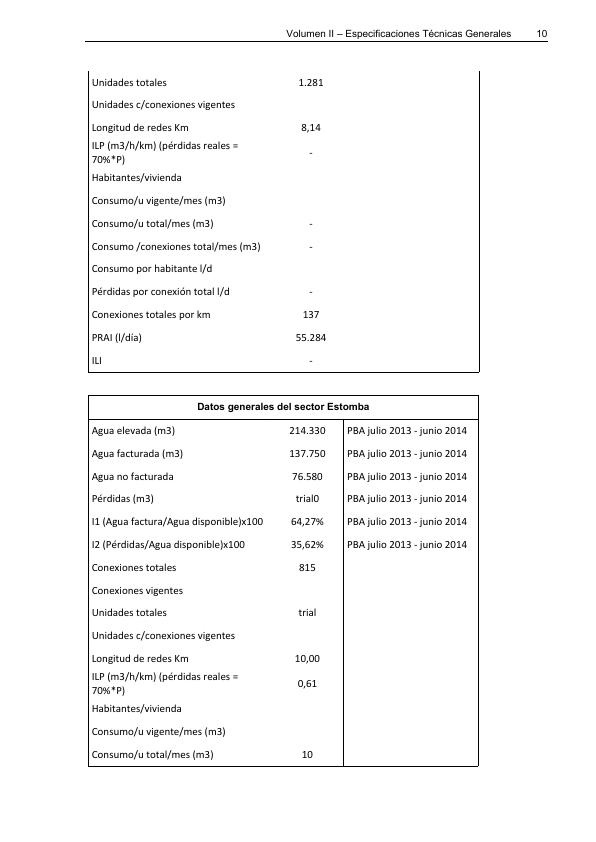 Volumen II – Especificaciones Técnicas Generales 10
Unidades totales 1.281
Unidades c/conexiones vigentes
Longitud de redes Km 8,14
ILP (m3/h/km) (pérdidas reales =
70%*P) -
Habitantes/vivienda
Consumo/u vigente/mes (m3)
Consumo/u total/mes (m3) -
Consumo /conexiones total/mes (m3) -
Consumo por habitante l/d
Pérdidas por conexión total l/d -
Conexiones totales por km 137
PRAI (l/día) 55.284
ILI -
Datos generales del sector Estomba
Agua elevada (m3) 214.330 PBA julio 2013 - junio 2014
Agua facturada (m3) 137.750 PBA julio 2013 - junio 2014
Agua no facturada 76.580 PBA julio 2013 - junio 2014
Pérdidas (m3) trial0 PBA julio 2013 - junio 2014
I1 (Agua factura/Agua disponible)x100 64,27% PBA julio 2013 - junio 2014
I2 (Pérdidas/Agua disponible)x100 35,62% PBA julio 2013 - junio 2014
Conexiones totales 815
Conexiones vigentes
Unidades totales trial
Unidades c/conexiones vigentes
Longitud de redes Km 10,00
ILP (m3/h/km) (pérdidas reales =
70%*P) 0,61
Habitantes/vivienda
Consumo/u vigente/mes (m3)
Consumo/u total/mes (m3) 10